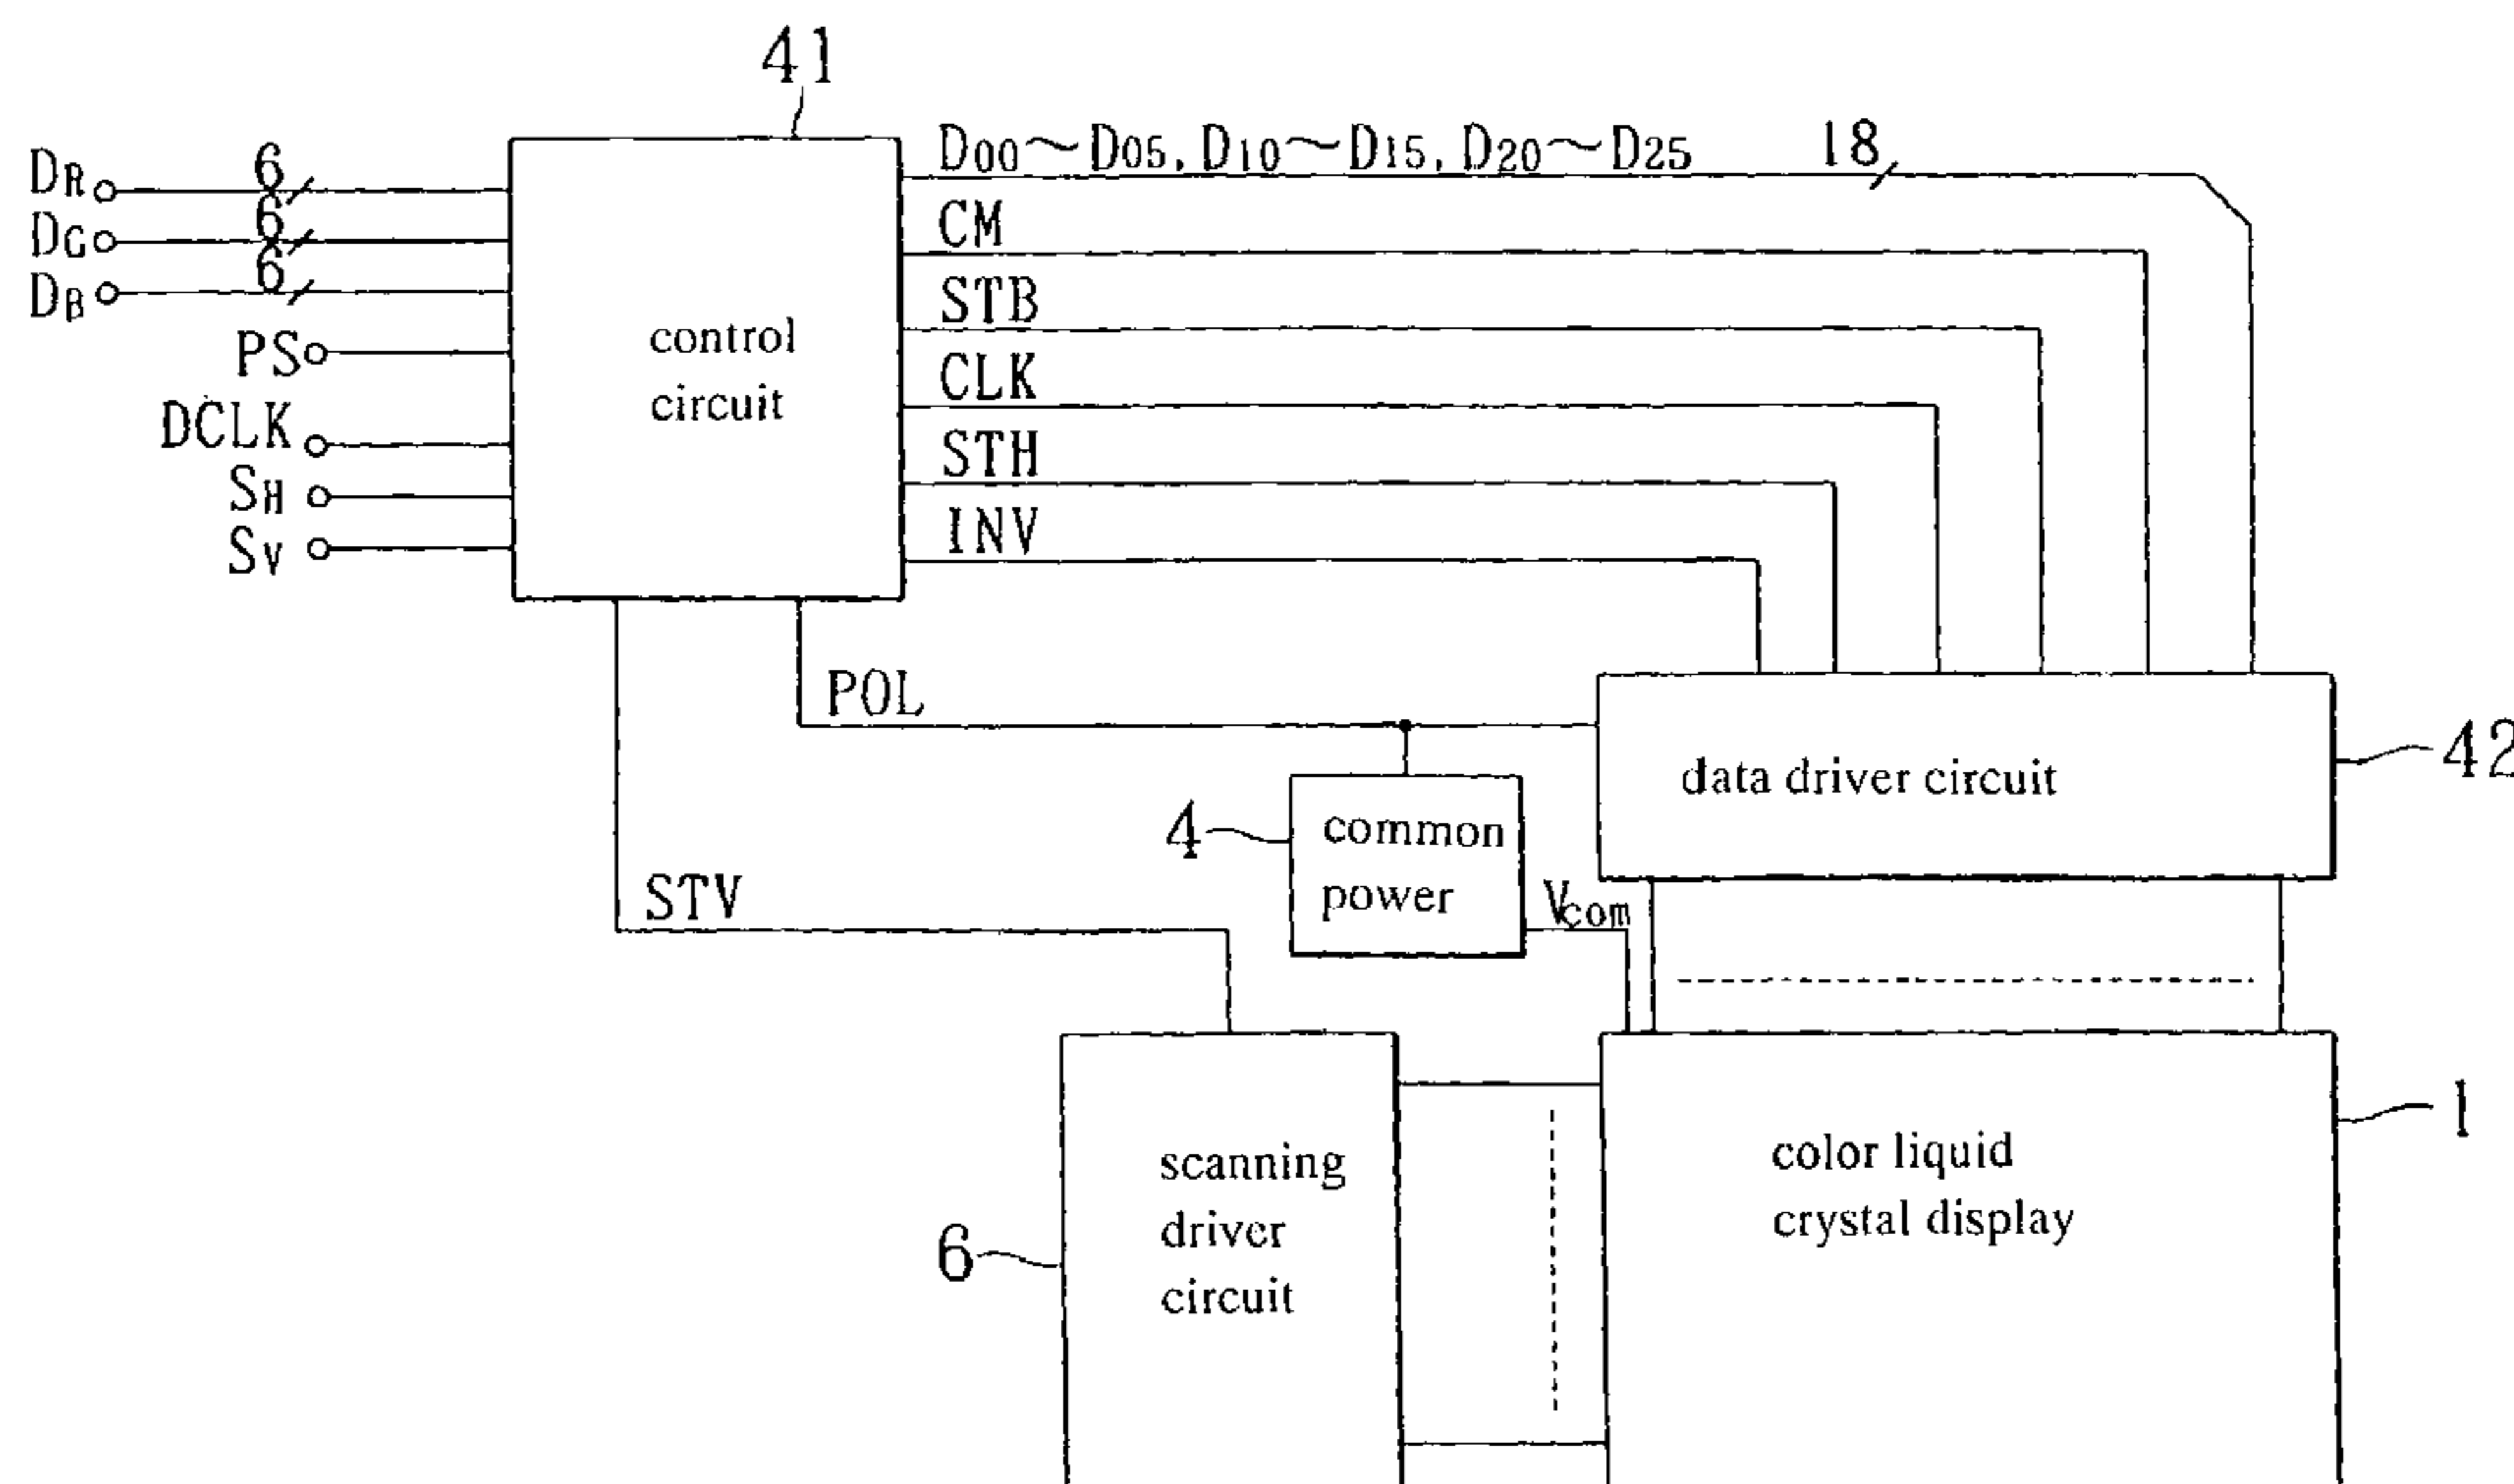 41
D00~D05, D10~D15, D20~D25
18
DR
6
DG
6
DB
6
PS
DCLK
SH
SV
control
circuit
CM
STB
CLK
STH
INV
POL
data driver circuit
42
4
common
power
Vcom
STV
scanning
driver
circuit
6
color liquid
crystal display
1